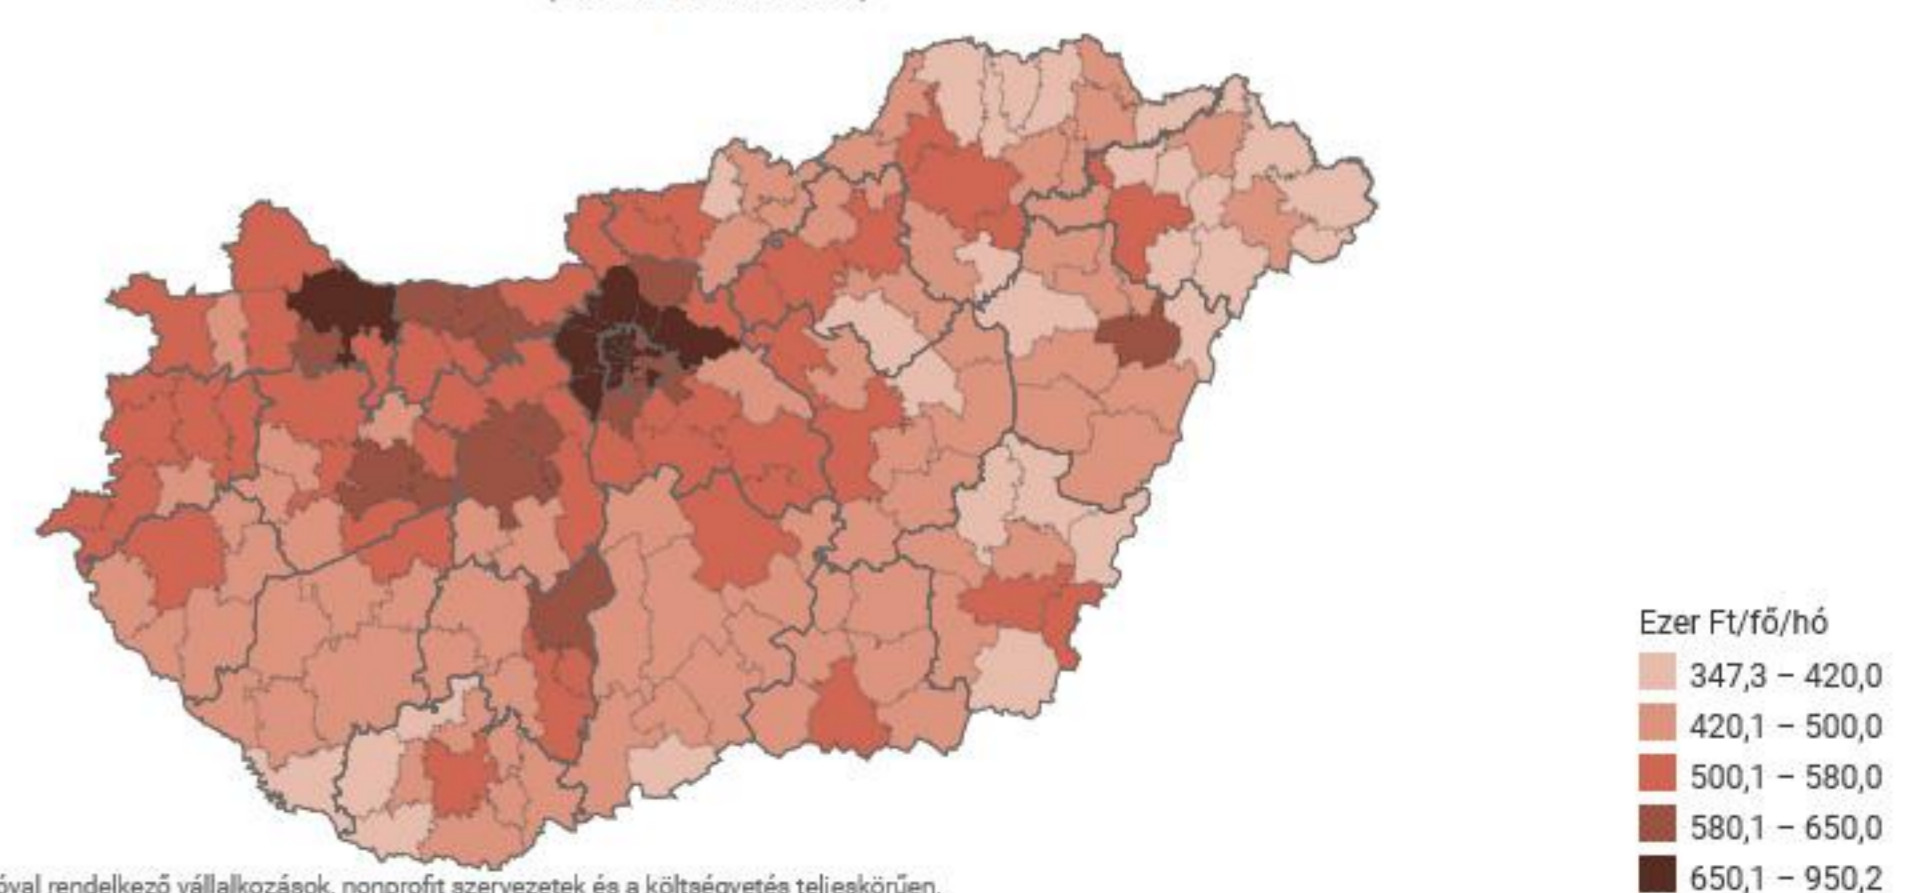 Ezer Ft/fő/hó
347,3 – 420,0
420,1 – 500,0
500,1 – 580,0
580,1 – 650,0
650,1 – 950,2
rendelkező vállalkozások, nonprofit szervezetek és a költségvetés teljeskörűen.